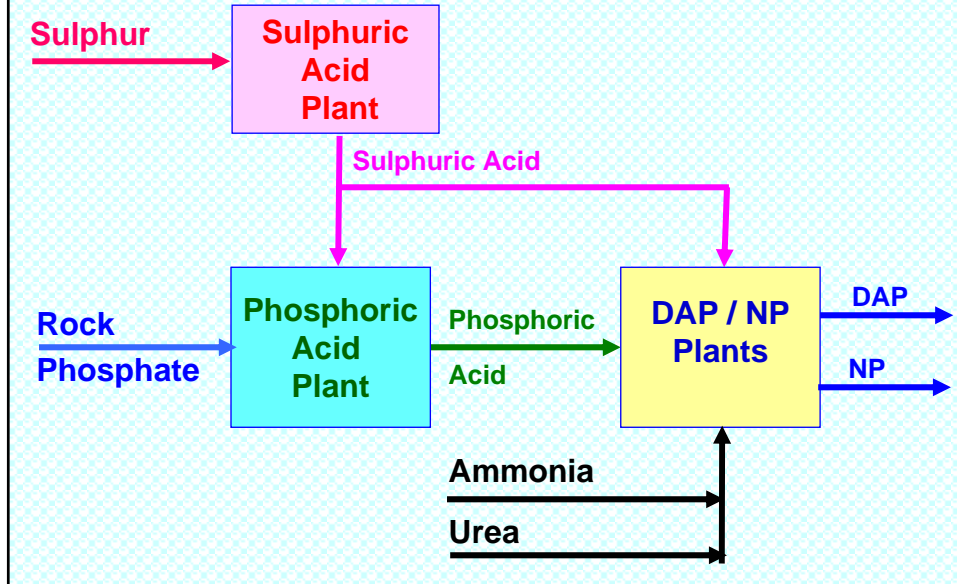 Sulphur
Sulphuric
Acid
Plant
Sulphuric Acid
Rock
Phosphate
Phosphoric
Acid
Plant
Phosphoric
Acid
DAP / NP
Plants
DAP
NP
Ammonia
Urea